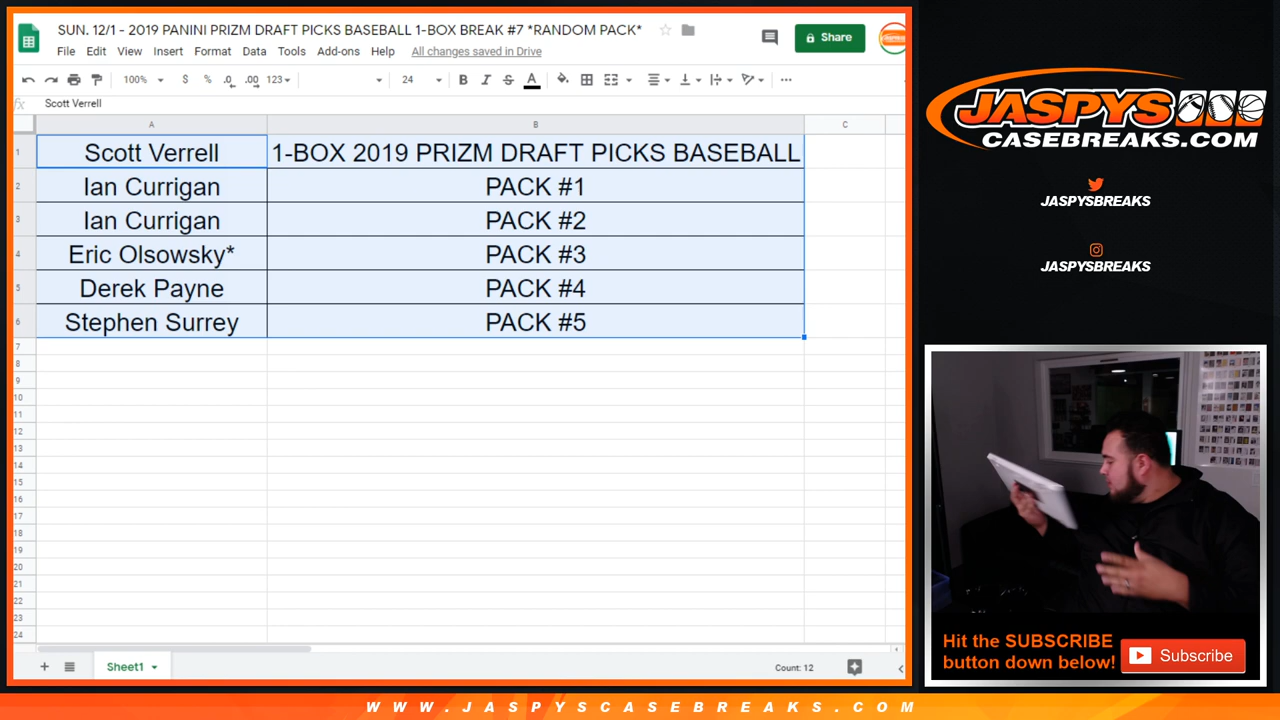 SUN. 12/1 - 2019 PANINI PRIZM DRAFT PICKS BASEBALL 1-BOX BREAK #7 *RANDOM PACK*
File Edit View Insert Format Data Tools Add-ons Help All changes saved in Drive
Share
100% $ % .0 .00 123 24 B I S A
fx Scott Verrell
A B C
1 Scott Verrell 1-BOX 2019 PRIZM DRAFT PICKS BASEBALL
2 Ian Currigan PACK #1
3 Ian Currigan PACK #2
4 Eric Olsowsky* PACK #3
5 Derek Payne PACK #4
6 Stephen Surrey PACK #5
7
8
9
10
11
12
13
14
15
16
17
18
19
20
21
22
23
24
Sheet1 Count: 12
JASPYS
CASEBREAKS.COM
JASPYSBREAKS
JASPYSBREAKS
Hit the SUBSCRIBE
button down below!
Subscribe
WWW.JASPYSCASEBREAKS.COM